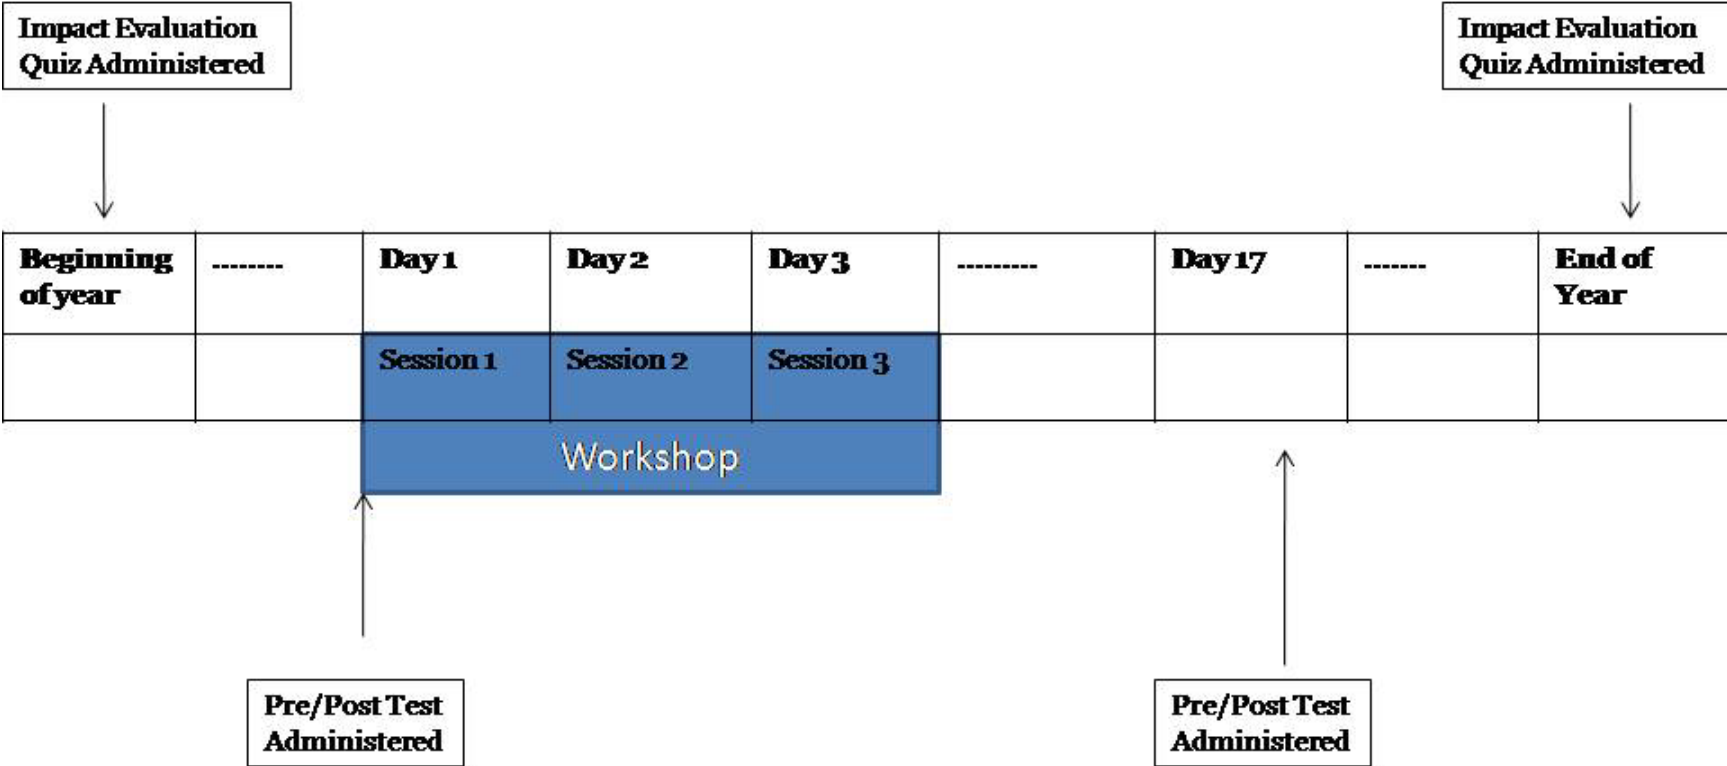 Impact Evaluation
Quiz Administered
Impact Evaluation
Quiz Administered
Beginning
of year
--------
Day 1
Day 2
Day 3
---------
Day 17
-------
End of
Year
Session 1
Session 2
Session 3
Workshop
Pre/Post Test
Administered
Pre/Post Test
Administered